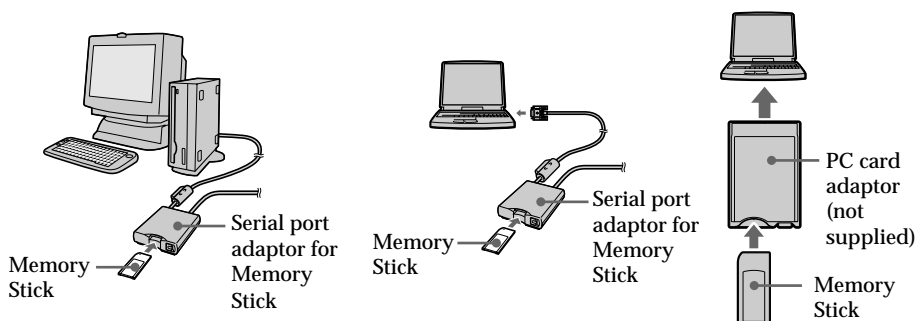 Serial port
adaptor for
Memory
Stick
Memory
Stick
Serial port
adaptor for
Memory
Stick
Memory
Stick
PC card
adaptor
(not
supplied)
Memory
Stick